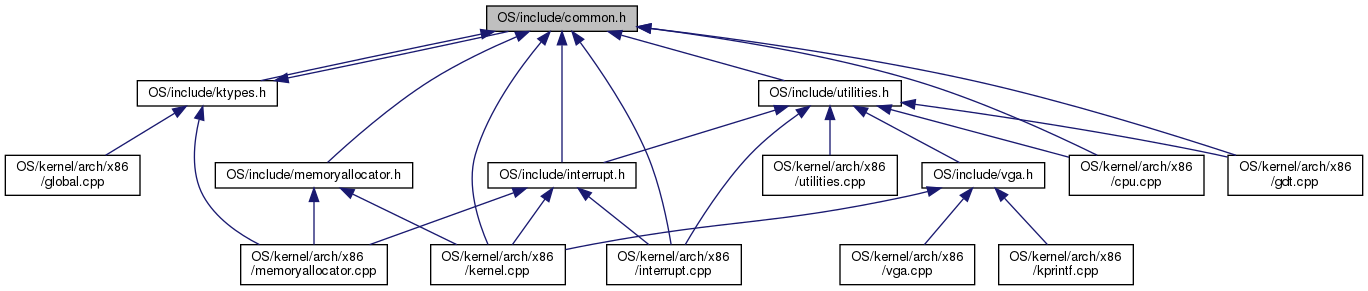 OS/include/common.h
OS/include/ktypes.h
OS/include/utilities.h
OS/kernel/arch/x86
/global.cpp
OS/include/memoryallocator.h
OS/include/interrupt.h
OS/kernel/arch/x86
/utilities.cpp
OS/include/vga.h
OS/kernel/arch/x86
/cpu.cpp
OS/kernel/arch/x86
/gdt.cpp
OS/kernel/arch/x86
/memoryallocator.cpp
OS/kernel/arch/x86
/kernel.cpp
OS/kernel/arch/x86
/interrupt.cpp
OS/kernel/arch/x86
/vga.cpp
OS/kernel/arch/x86
/kprintf.cpp